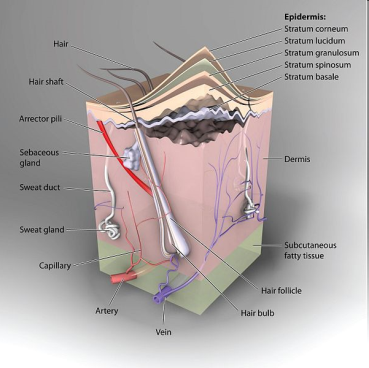 Epidermis:
Stratum corneum
Stratum lucidum
Stratum granulosum
Stratum spinosum
Stratum basale
Hair
Hair shaft
Arrector pili
Sebaceous
gland
Sweat duct
Sweat gland
Capillary
Artery
Vein
Dermis
Subcutaneous
fatty tissue
Hair follicle
Hair bulb